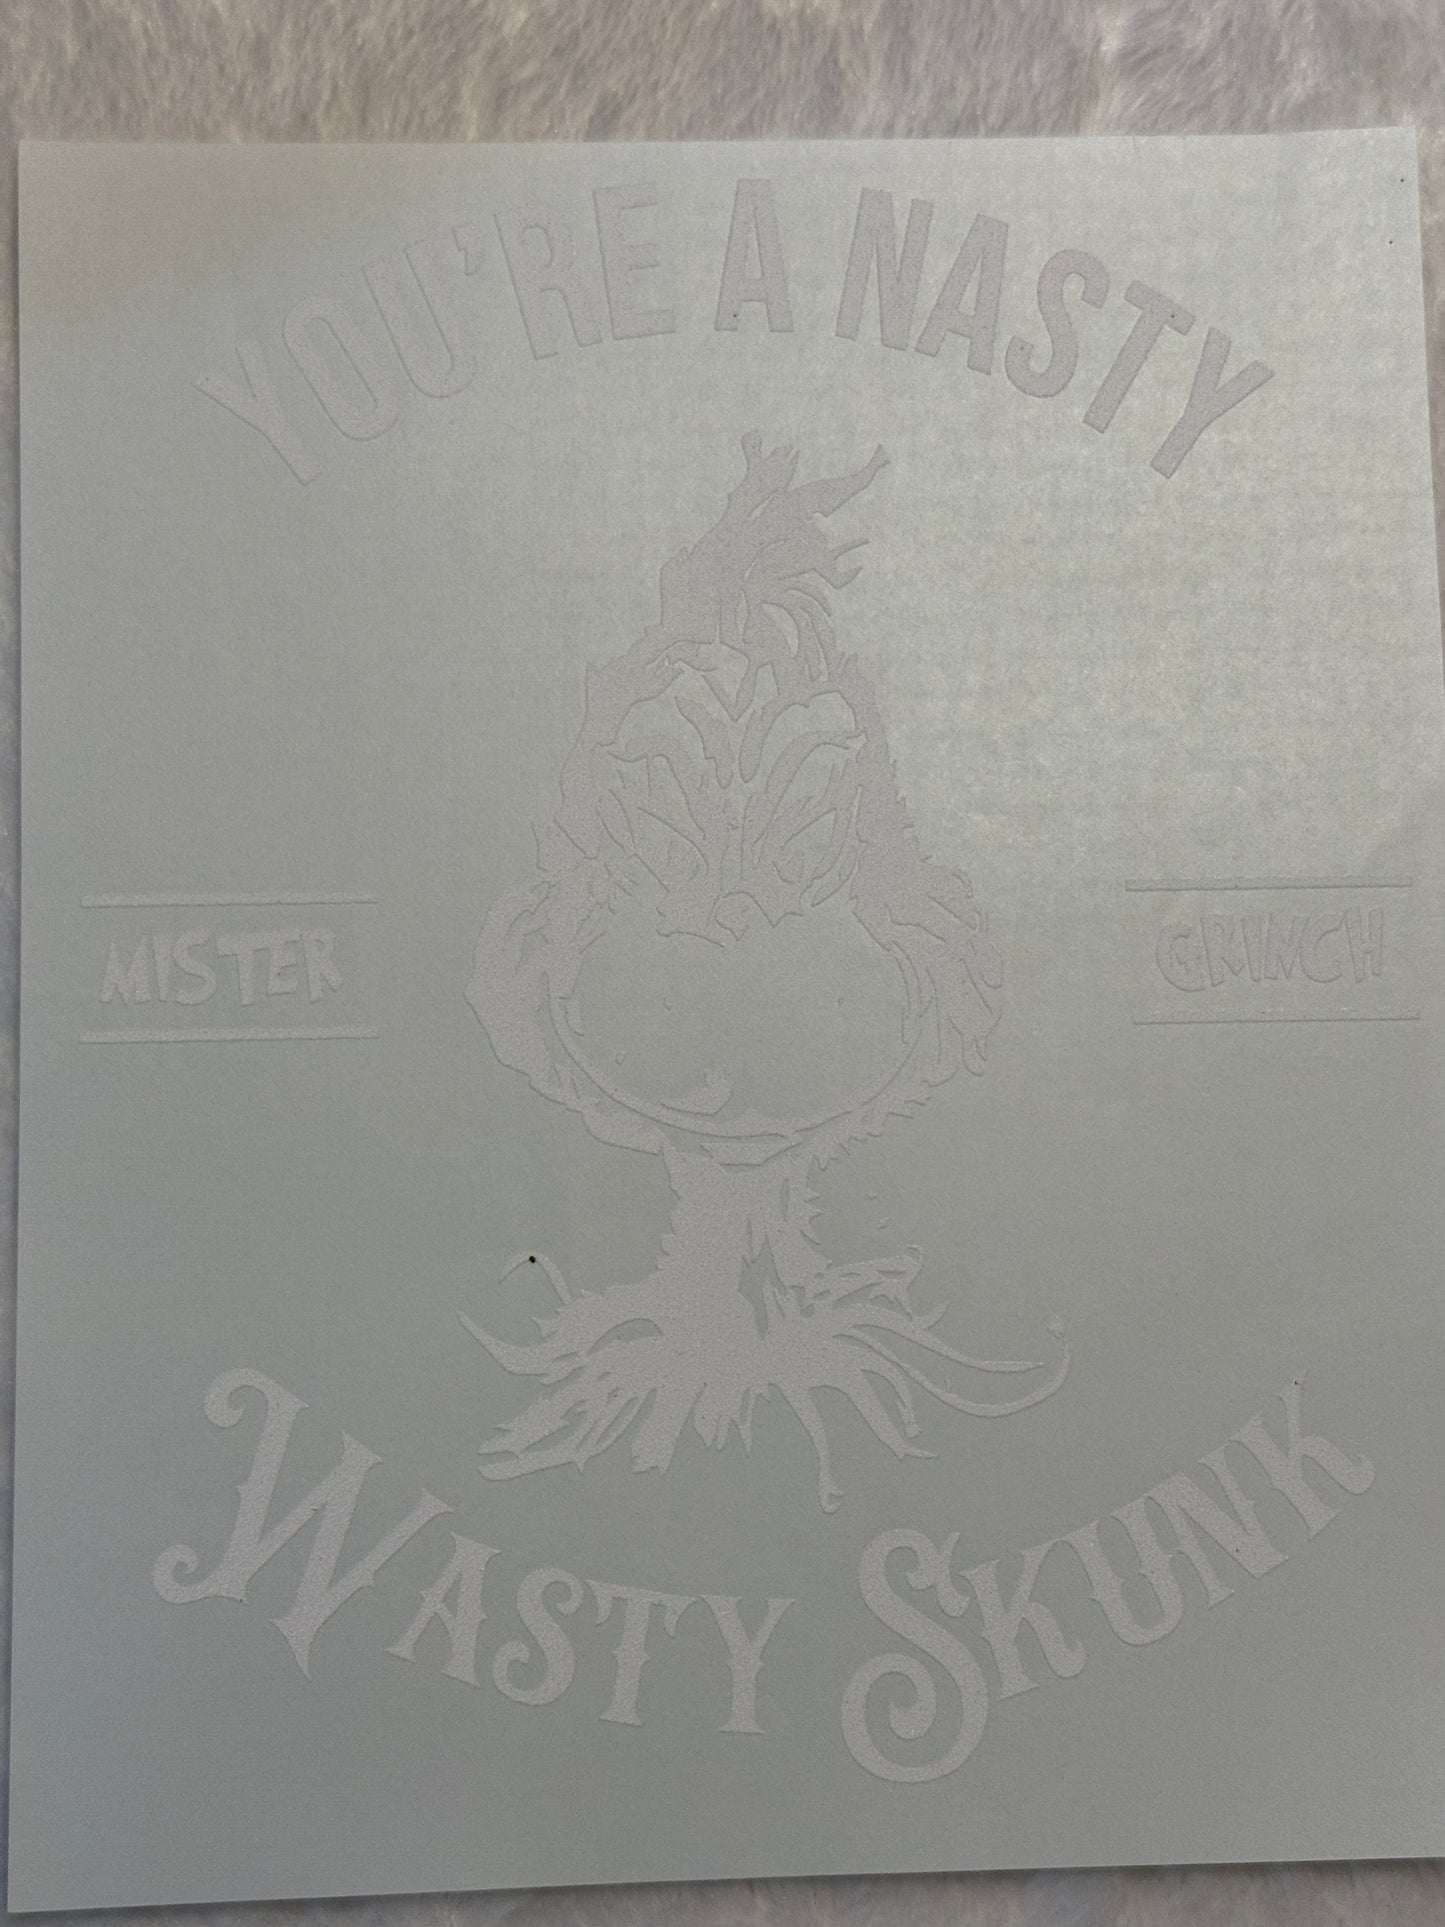 YOU'RE A NASTY
MISTER
GRINCH
WASTY SKUNK